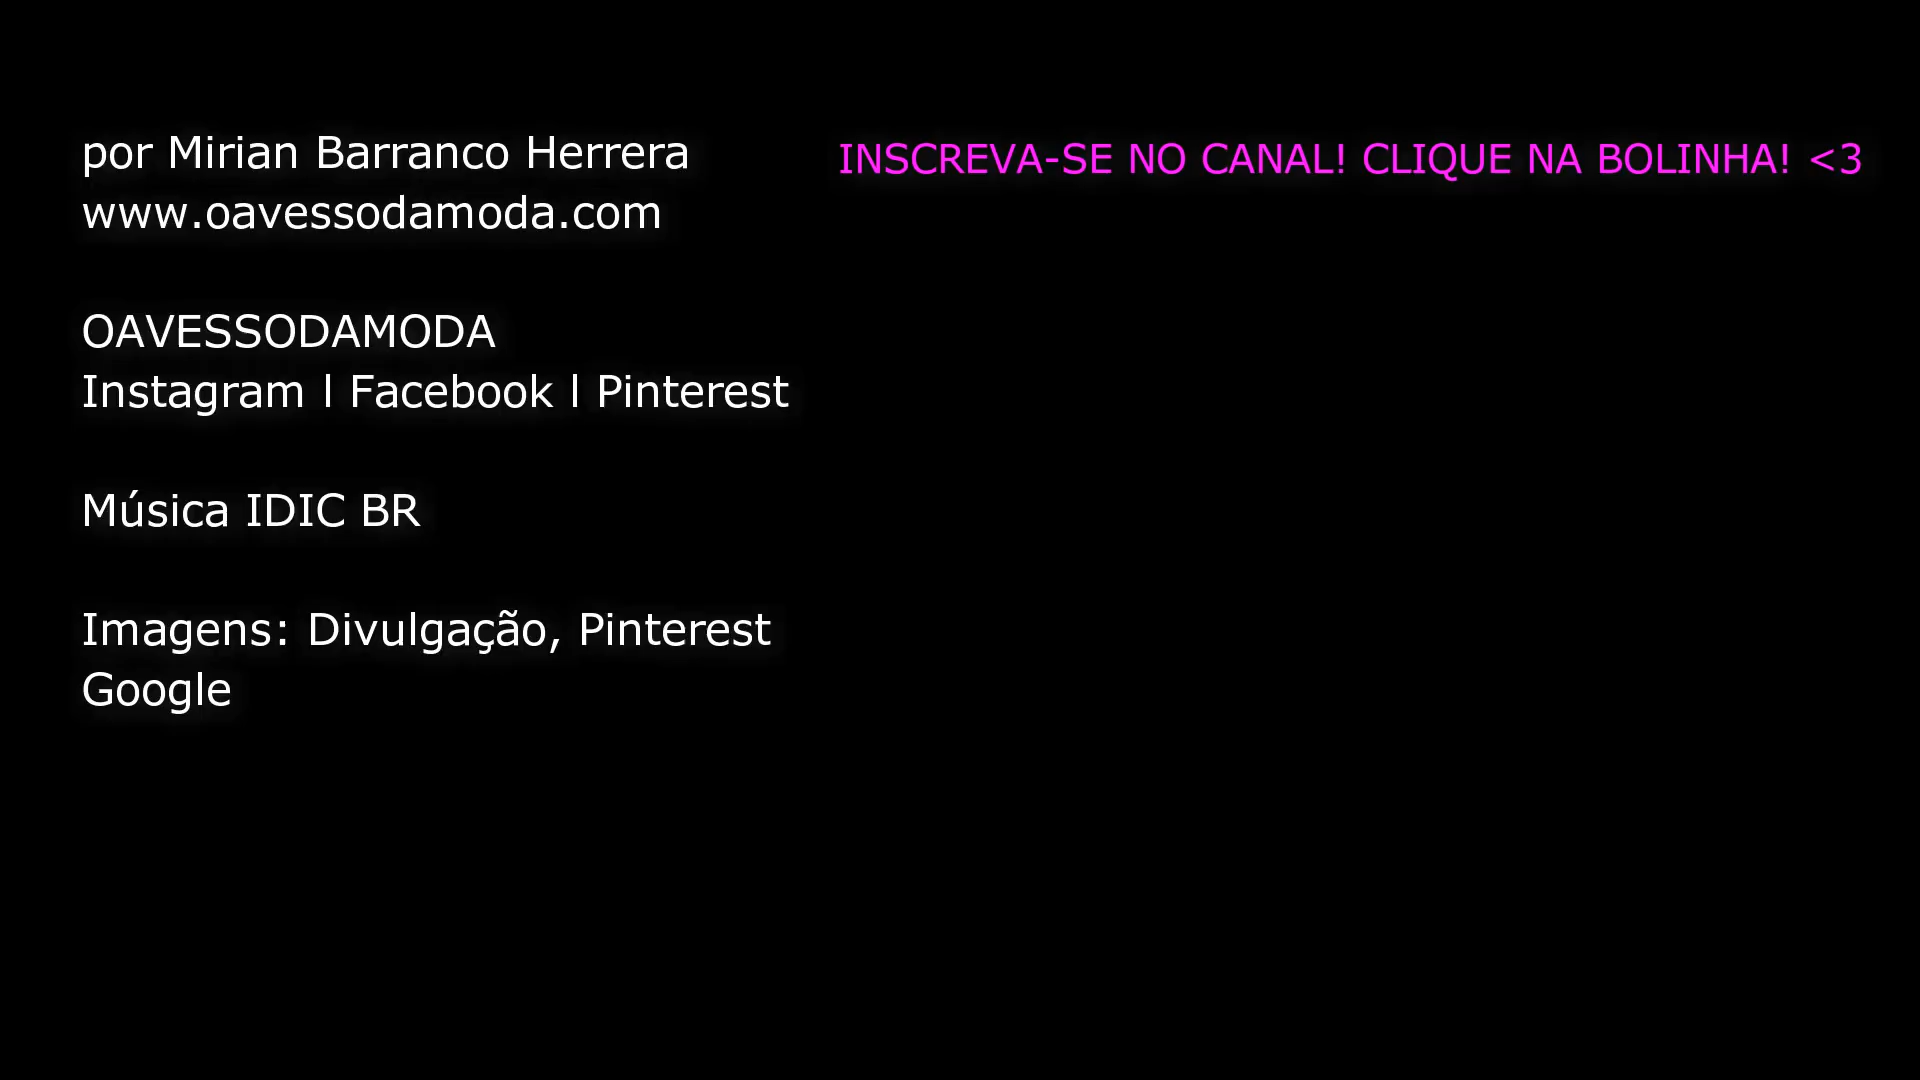 por Mirian Barranco Herrera
www.oavessodamoda.com
INSCREVA-SE NO CANAL! CLIQUE NA BOLINHA! <3
OAVESSODAMODA
Instagram l Facebook l Pinterest
Música IDIC BR
Imagens: Divulgação, Pinterest
Google